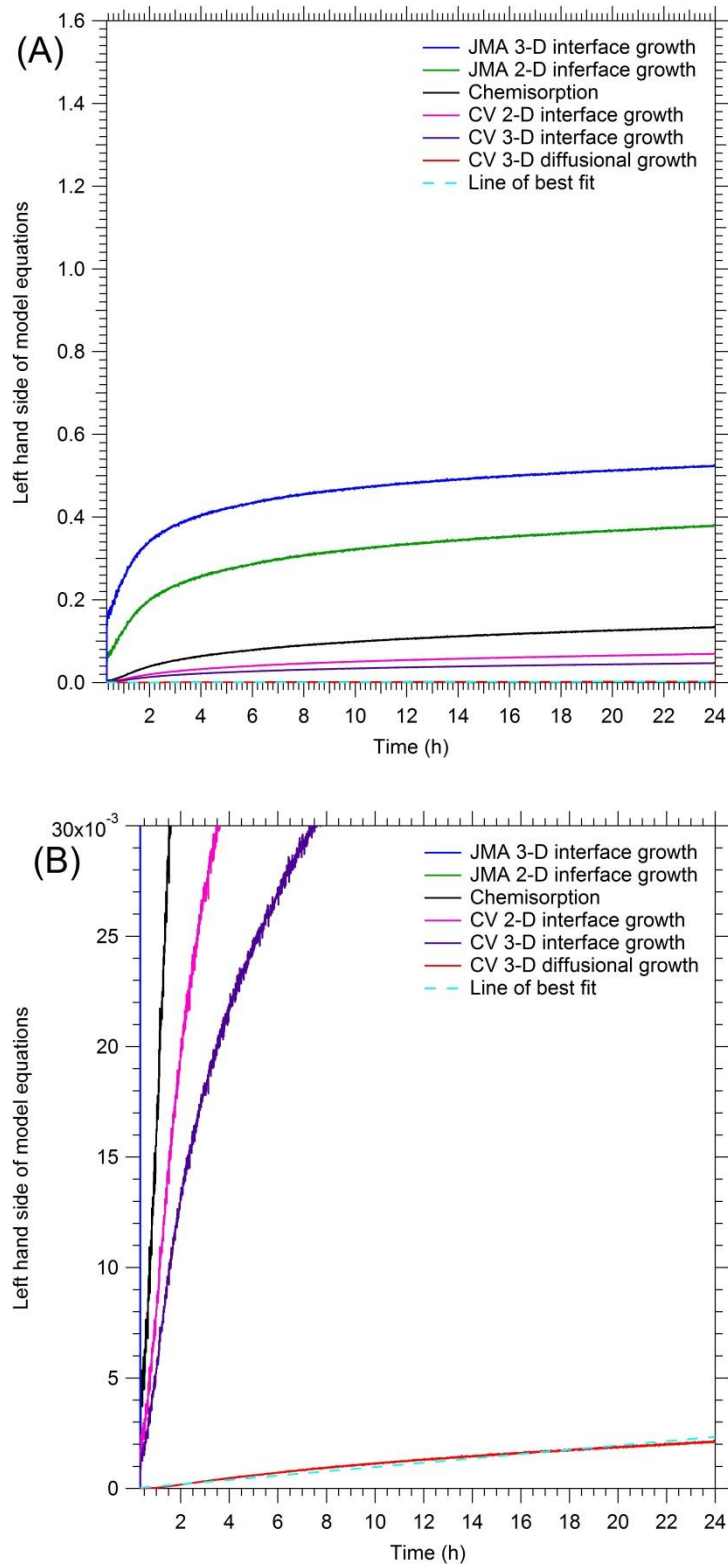 (A)
1.6
1.4
1.2
1.0
0.8
0.6
0.4
0.2
0.0
Left hand side of model equations
JMA 3-D interface growth
JMA 2-D inferface growth
Chemisorption
CV 2-D interface growth
CV 3-D interface growth
CV 3-D diffusional growth
Line of best fit
2 4 6 8 10 12 14 16 18 20 22 24
Time (h)
(B)
30x10-3
25
20
15
10
5
0
Left hand side of model equations
JMA 3-D interface growth
JMA 2-D inferface growth
Chemisorption
CV 2-D interface growth
CV 3-D interface growth
CV 3-D diffusional growth
Line of best fit
2 4 6 8 10 12 14 16 18 20 22 24
Time (h)